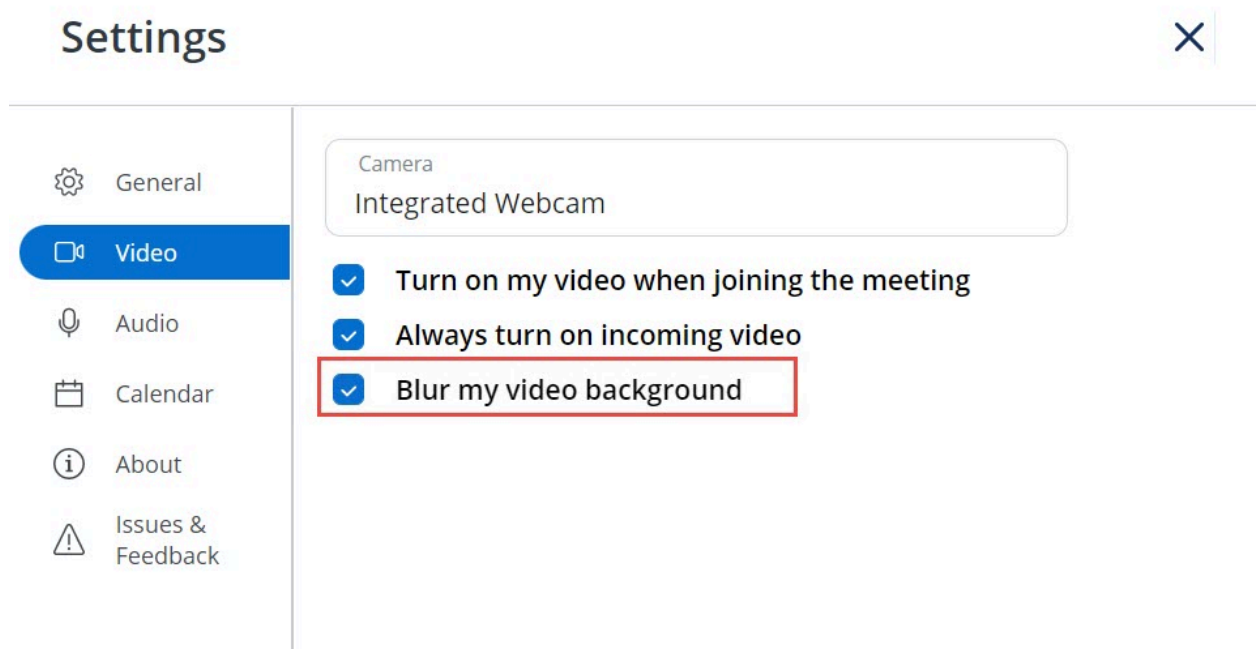 Settings
General
Video
Audio
Calendar
About
Issues &
Feedback
Camera
Integrated Webcam
Turn on my video when joining the meeting
Always turn on incoming video
Blur my video background